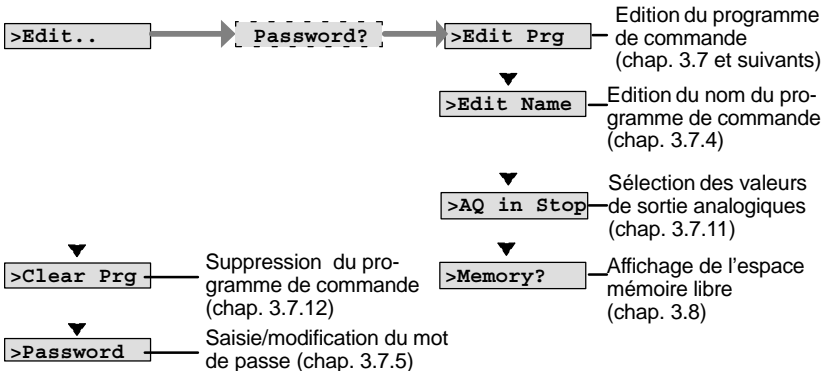 >Edit..
Password?
>Edit Prg
Edition du programme
de commande
(chap. 3.7 et suivants)
>Edit Name
Edition du nom du pro-
gramme de commande
(chap. 3.7.4)
>AQ in Stop
Sélection des valeurs
de sortie analogiques
(chap. 3.7.11)
>Clear Prg
Suppression du pro-
gramme de commande
(chap. 3.7.12)
>Memory?
Affichage de l'espace
mémoire libre
(chap. 3.8)
>Password
Saisie/modification du mot
de passe (chap. 3.7.5)